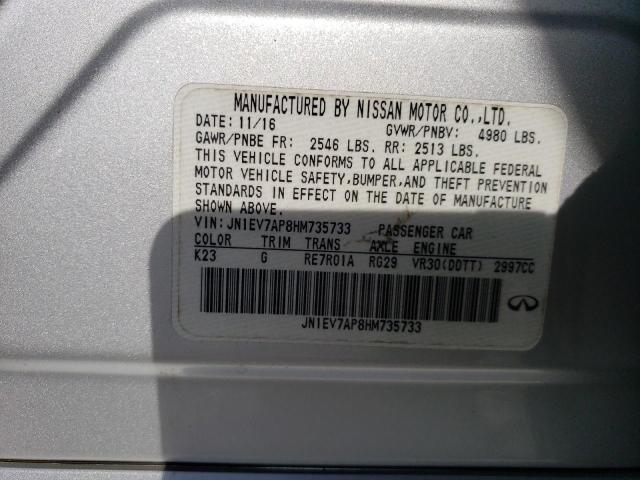 MANUFACTURED BY NISSAN MOTOR CO.,LTD.
DATE: 11/16 GVWR/PNBV: 4980 LBS.
GAWR/PNBE FR: 2546 LBS. RR: 2513 LBS.
THIS VEHICLE CONFORMS TO ALL APPLICABLE FEDERAL
MOTOR VEHICLE SAFETY,BUMPER,AND THEFT PREVENTION
STANDARDS IN EFFECT ON THE DATE OF MANUFACTURE
SHOWN ABOVE.
VIN: JN1EV7AP8HM735733 PASSENGER CAR
COLOR TRIM TRANS AXLE ENGINE
K23 G RE7R01A RG29 VR30(DDTT) 2997CC
JN1EV7AP8HM735733